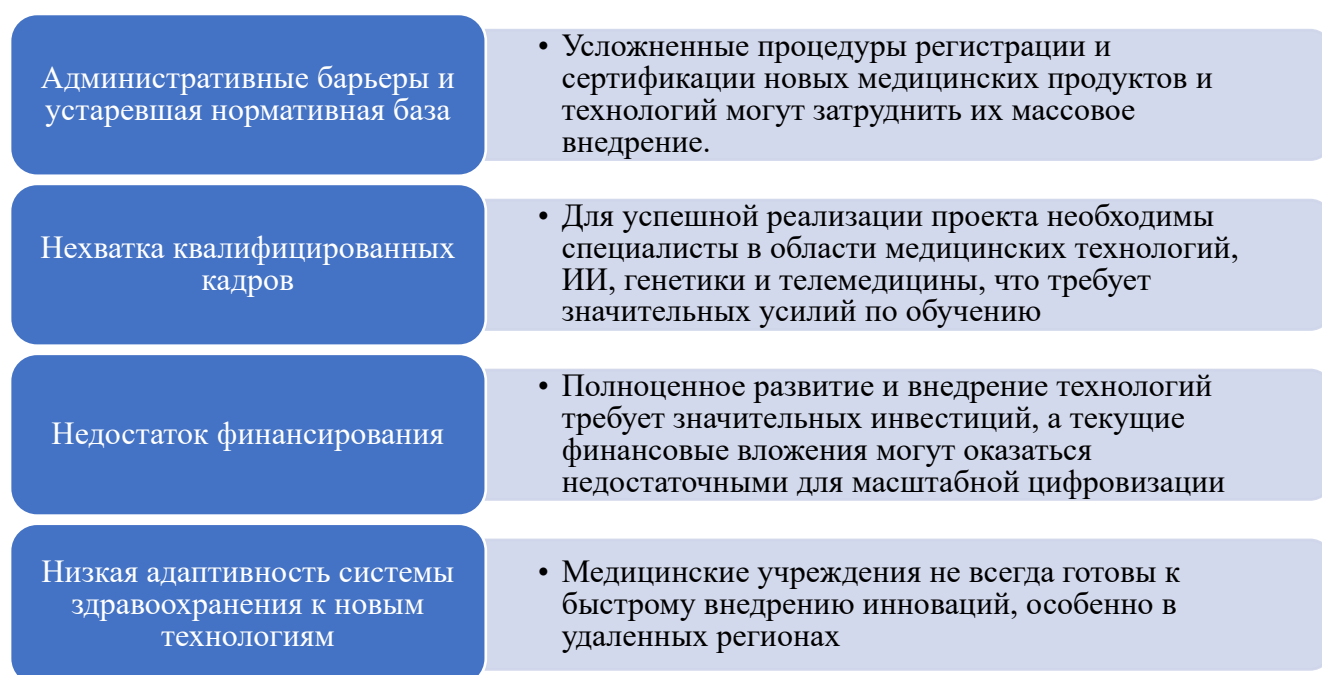 Административные барьеры и
устаревшая нормативная база
• Усложненные процедуры регистрации и
сертификации новых медицинских продуктов и
технологий могут затруднить их массовое
внедрение.
Нехватка квалифицированных
кадров
• Для успешной реализации проекта необходимы
специалисты в области медицинских технологий,
ИИ, генетики и телемедицины, что требует
значительных усилий по обучению
Недостаток финансирования
• Полноценное развитие и внедрение технологий
требует значительных инвестиций, а текущие
финансовые вложения могут оказаться
недостаточными для масштабной цифровизации
Низкая адаптивность системы
здравоохранения к новым
технологиям
• Медицинские учреждения не всегда готовы к
быстрому внедрению инноваций, особенно в
удаленных регионах